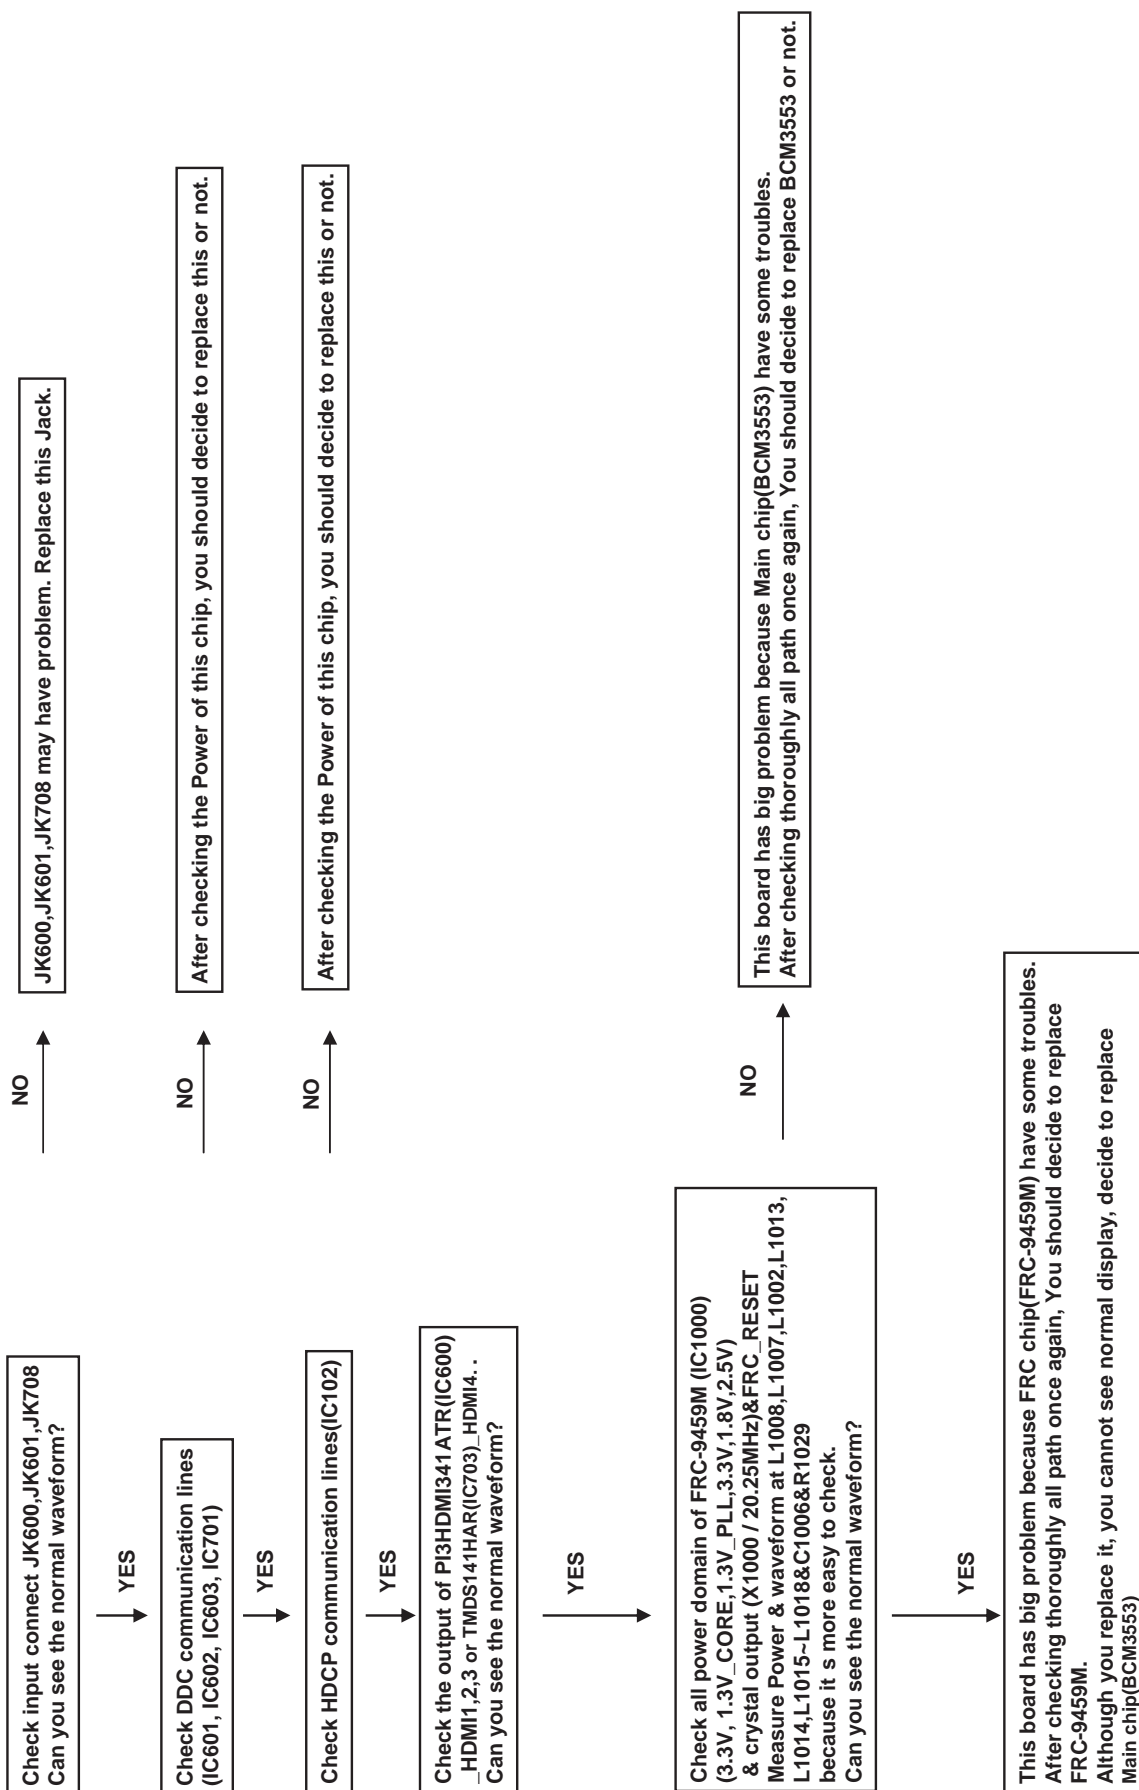 Check input connect JK600,JK601,JK708
Can you see the normal waveform?
NO
JK600,JK601,JK708 may have problem. Replace this Jack.
YES
Check DDC communication lines
(IC601, IC602, IC603, IC701)
NO
After checking the Power of this chip, you should decide to replace this or not.
YES
Check HDCP communication lines(IC102)
NO
After checking the Power of this chip, you should decide to replace this or not.
YES
Check the output of PI3HDMI341ATR(IC600)
_HDMI1,2,3 or TMDS141HAR(IC703)_HDMI4. .
Can you see the normal waveform?
YES
Check all power domain of FRC-9459M (IC1000)
(3.3V, 1.3V_CORE,1.3V_PLL,3.3V,1.8V,2.5V)
& crystal output (X1000 / 20.25MHz)&FRC_RESET
Measure Power & waveform at L1008,L1007,L1002,L1013,
L1014,L1015~L1018&C1006&R1029
because it s more easy to check.
Can you see the normal waveform?
NO
This board has big problem because Main chip(BCM3553) have some troubles.
After checking thoroughly all path once again, You should decide to replace BCM3553 or not.
YES
This board has big problem because FRC chip(FRC-9459M) have some troubles.
After checking thoroughly all path once again, You should decide to replace
FRC-9459M.
Although you replace it, you cannot see normal display, decide to replace
Main chip(BCM3553)